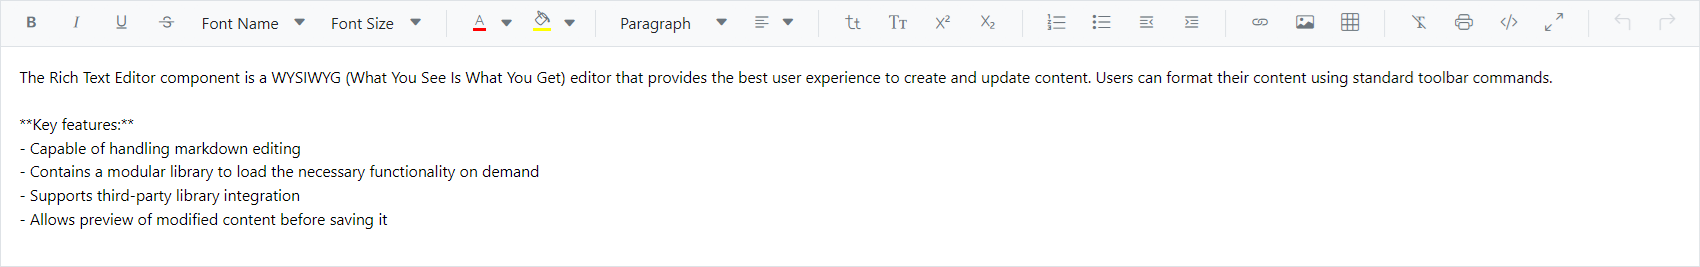 B I U S Font Name Font Size A Paragraph tt TT X² X₂
The Rich Text Editor component is a WYSIWYG (What You See Is What You Get) editor that provides the best user experience to create and update content. Users can format their content using standard toolbar commands.
**Key features:**
- Capable of handling markdown editing
- Contains a modular library to load the necessary functionality on demand
- Supports third-party library integration
- Allows preview of modified content before saving it